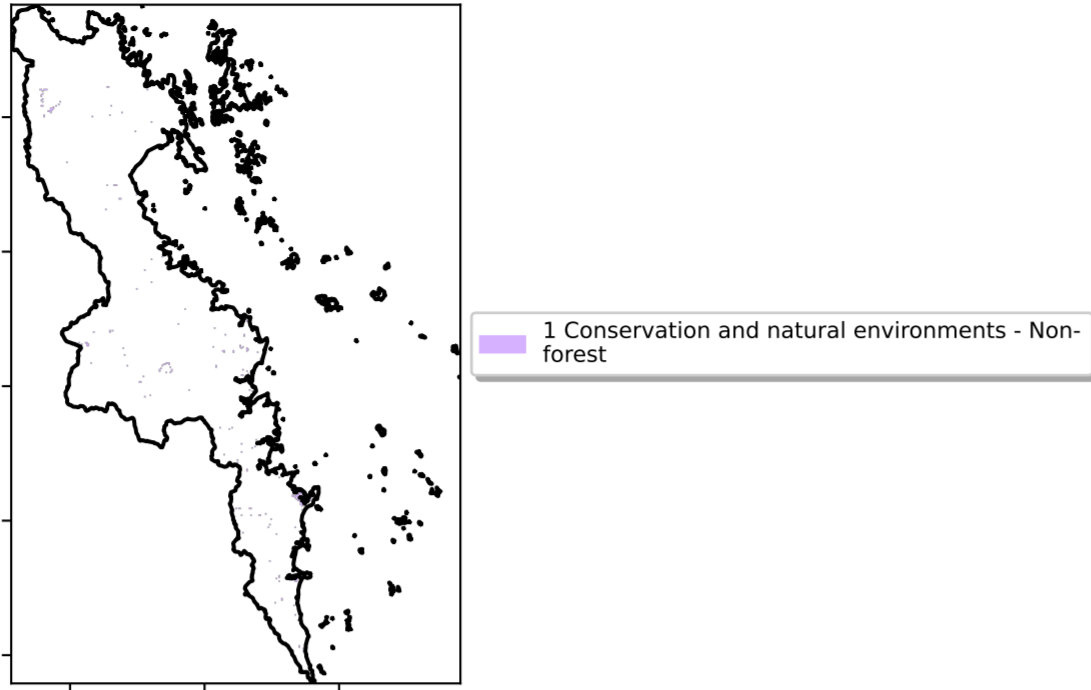 1 Conservation and natural environments - Non-
forest